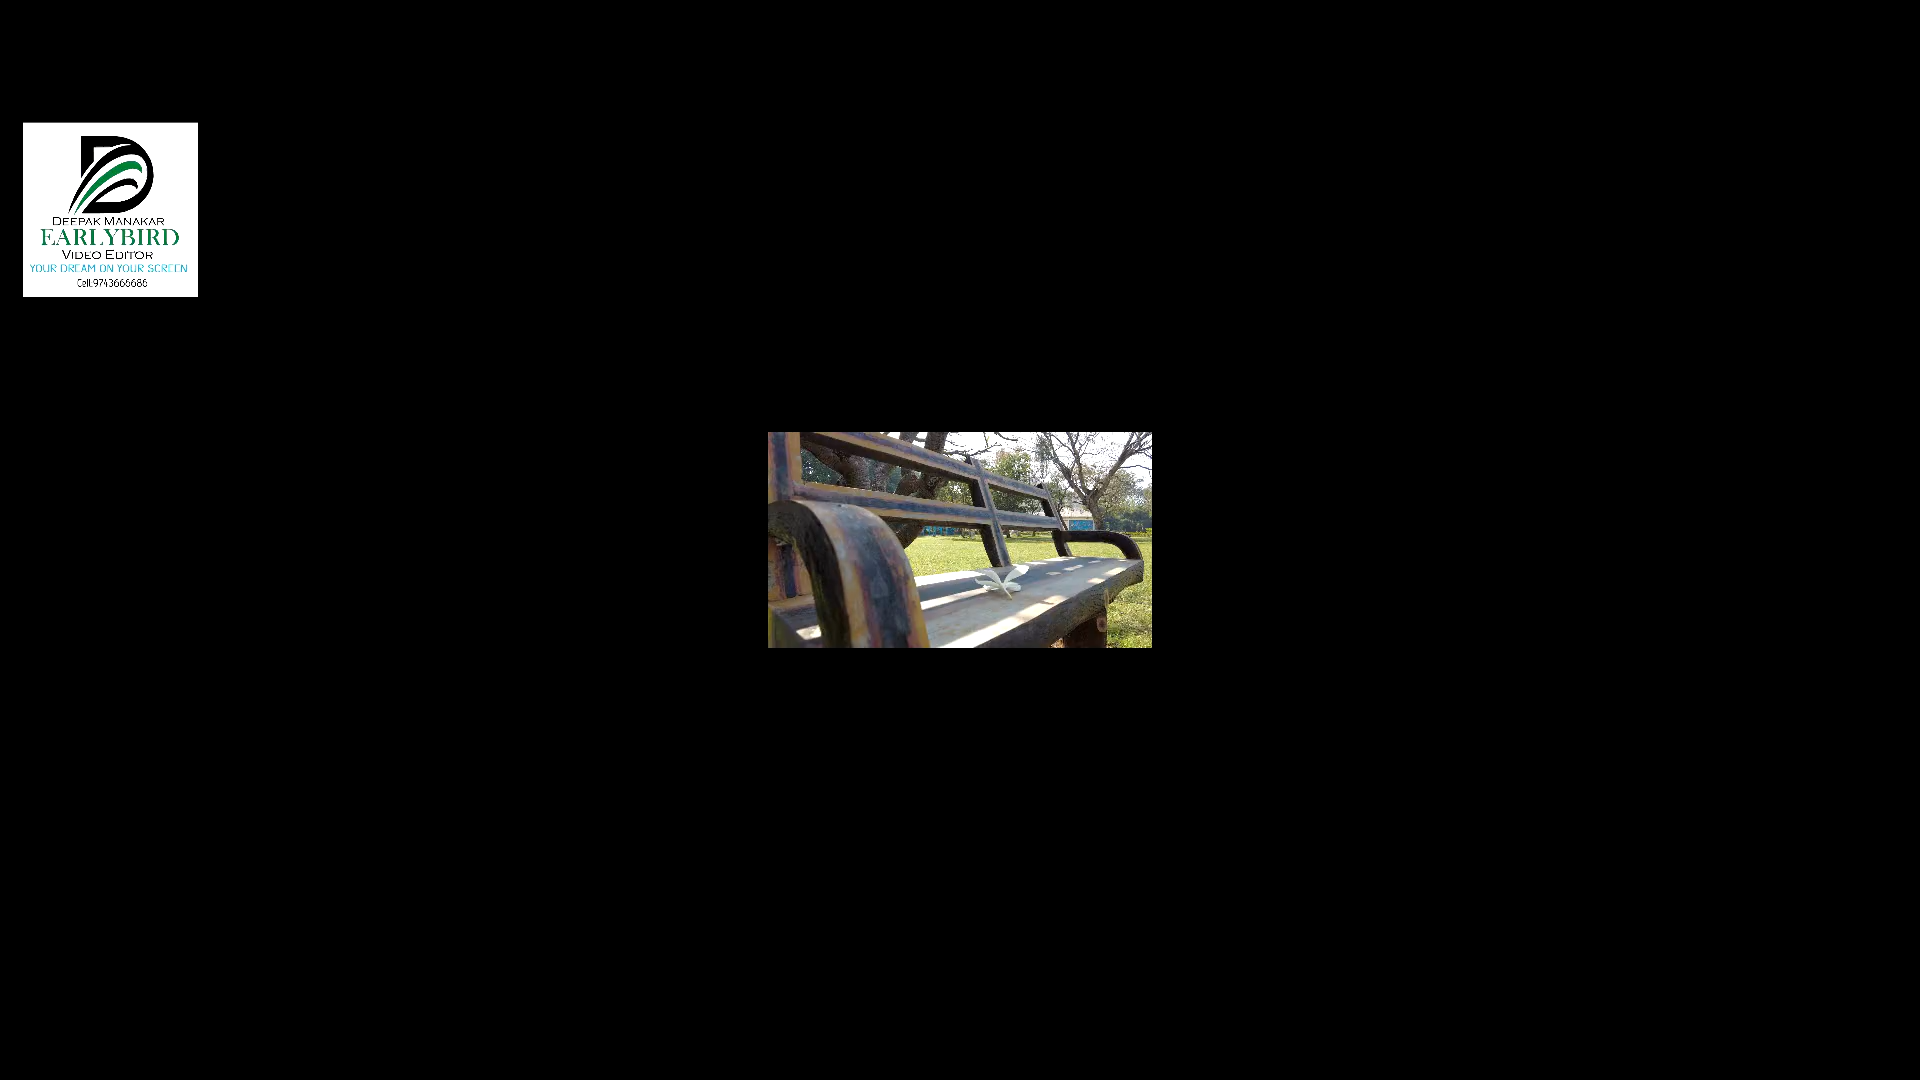 DEEPAK MANAKAR
EARLYBIRD
VIDEO EDITOR
YOUR DREAM ON YOUR SCREEN
Cell:9743666686